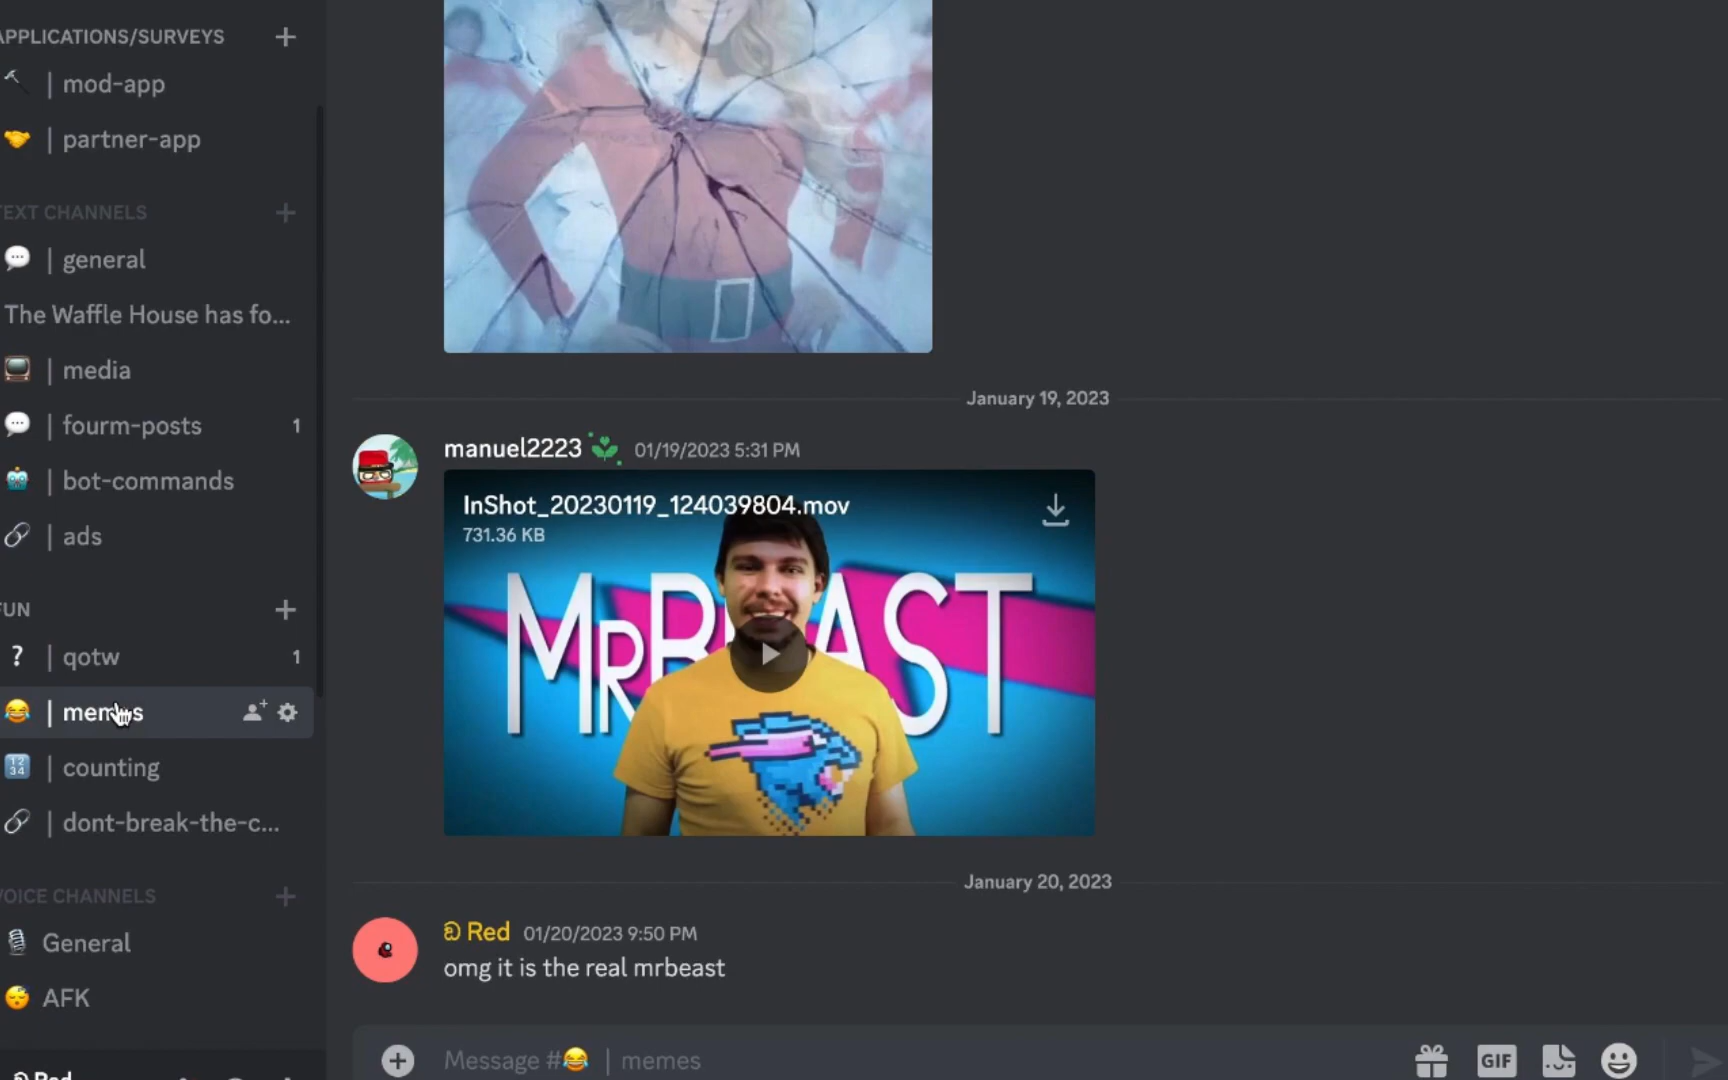 APPLICATIONS/SURVEYS
| mod-app
| partner-app
TEXT CHANNELS
| general
The Waffle House has fo...
| media
| fourm-posts 1
| bot-commands
| ads
FUN
? | qotw 1
| memes
1234 | counting
| dont-break-the-c...
VOICE CHANNELS
General
AFK
Red
January 19, 2023
manuel2223 01/19/2023 5:31 PM
InShot_20230119_124039804.mov
731.36 KB
MRBEAST
January 20, 2023
Red 01/20/2023 9:50 PM
omg it is the real mrbeast
Message #😂 | memes
GIF